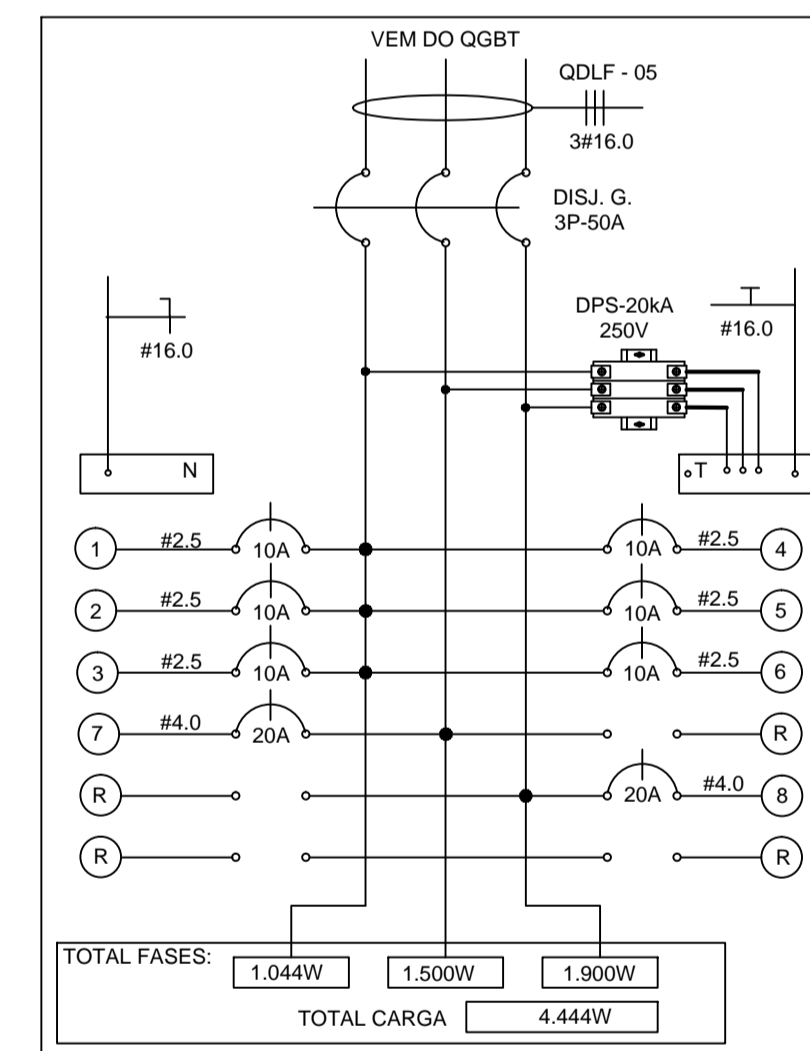 VEM DO QGBT
QDLF - 05
3#16.0
DISJ. G.
3P-50A
DPS-20kA
250V
#16.0
#16.0
N
T
1 #2.5 10A 10A #2.5 4
2 #2.5 10A 10A #2.5 5
3 #2.5 10A 10A #2.5 6
7 #4.0 20A R
R 20A #4.0 8
R R
TOTAL FASES: 1.044W 1.500W 1.900W
TOTAL CARGA 4.444W